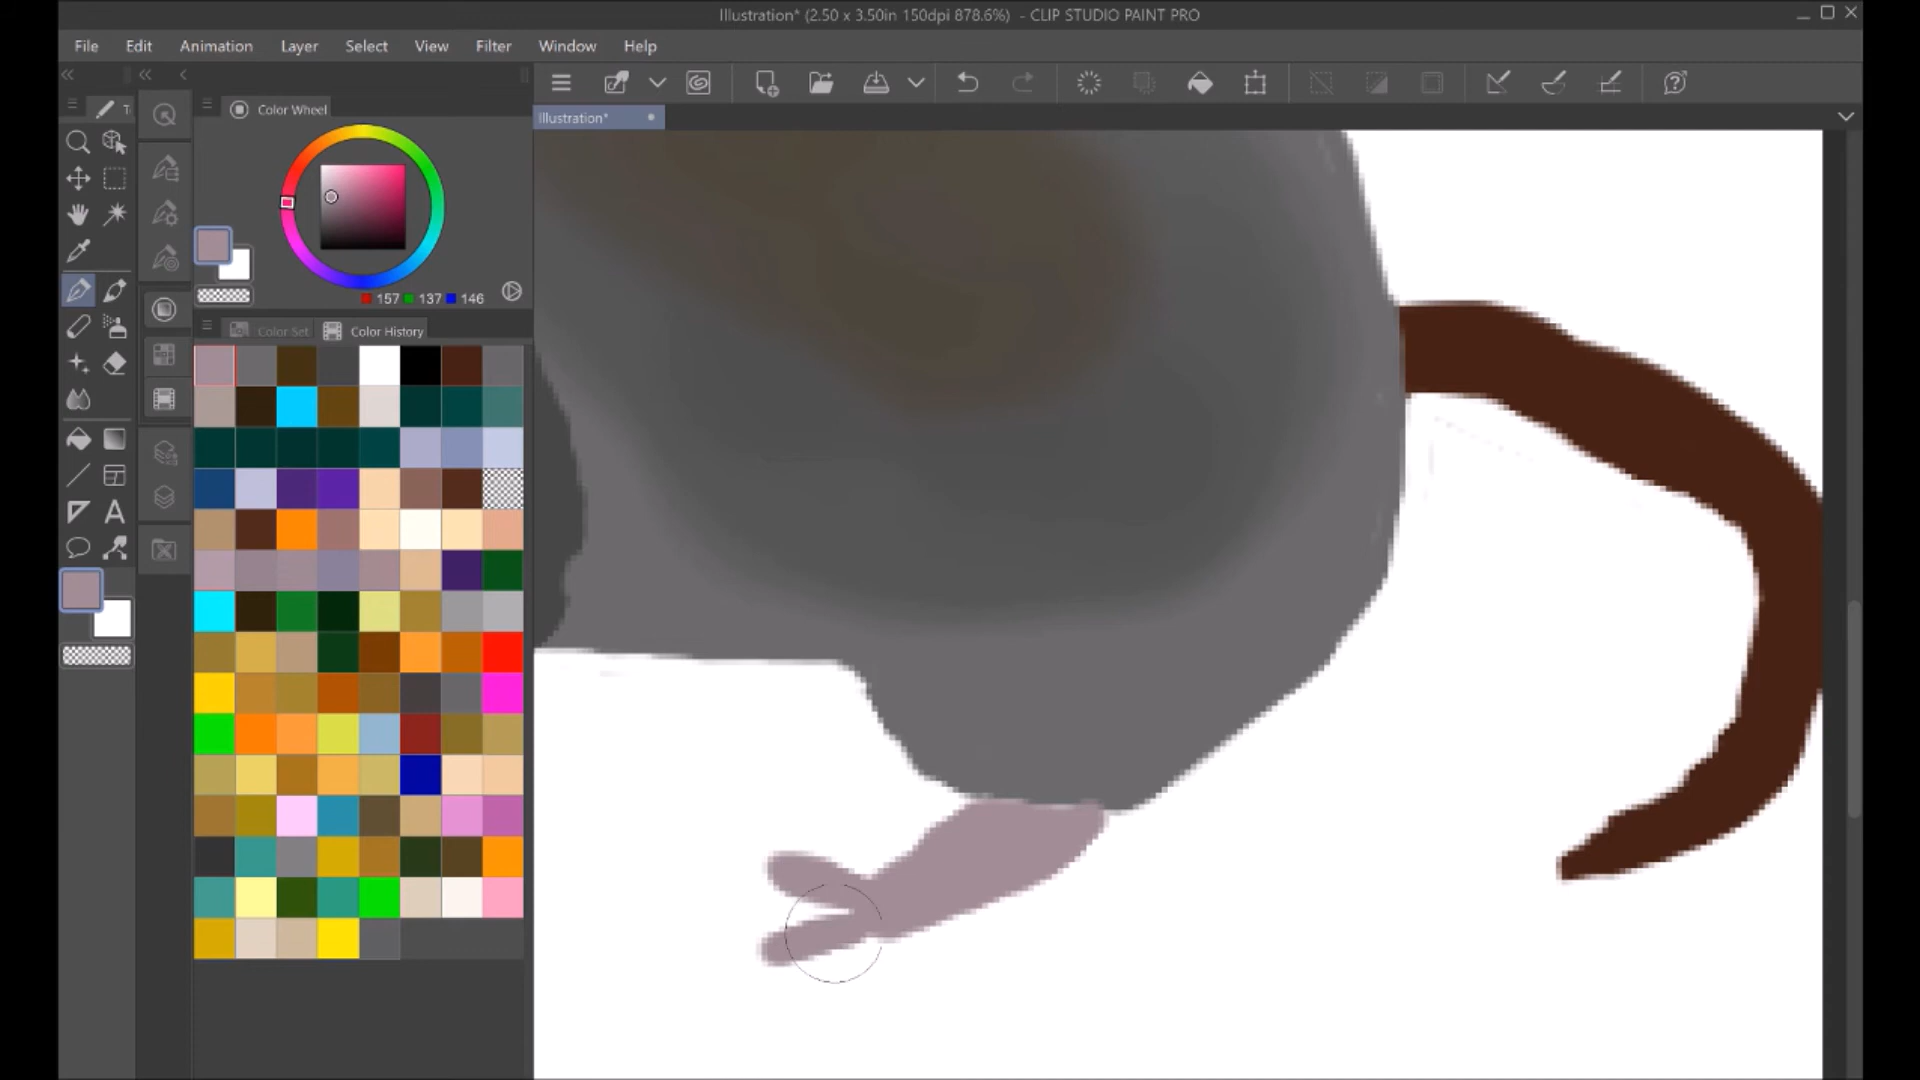 Illustration* (2.50 x 3.50in 150dpi 878.6%) - CLIP STUDIO PAINT PRO
File Edit Animation Layer Select View Filter Window Help
Color Wheel
Illustration*
157 137 146
Color Set Color History